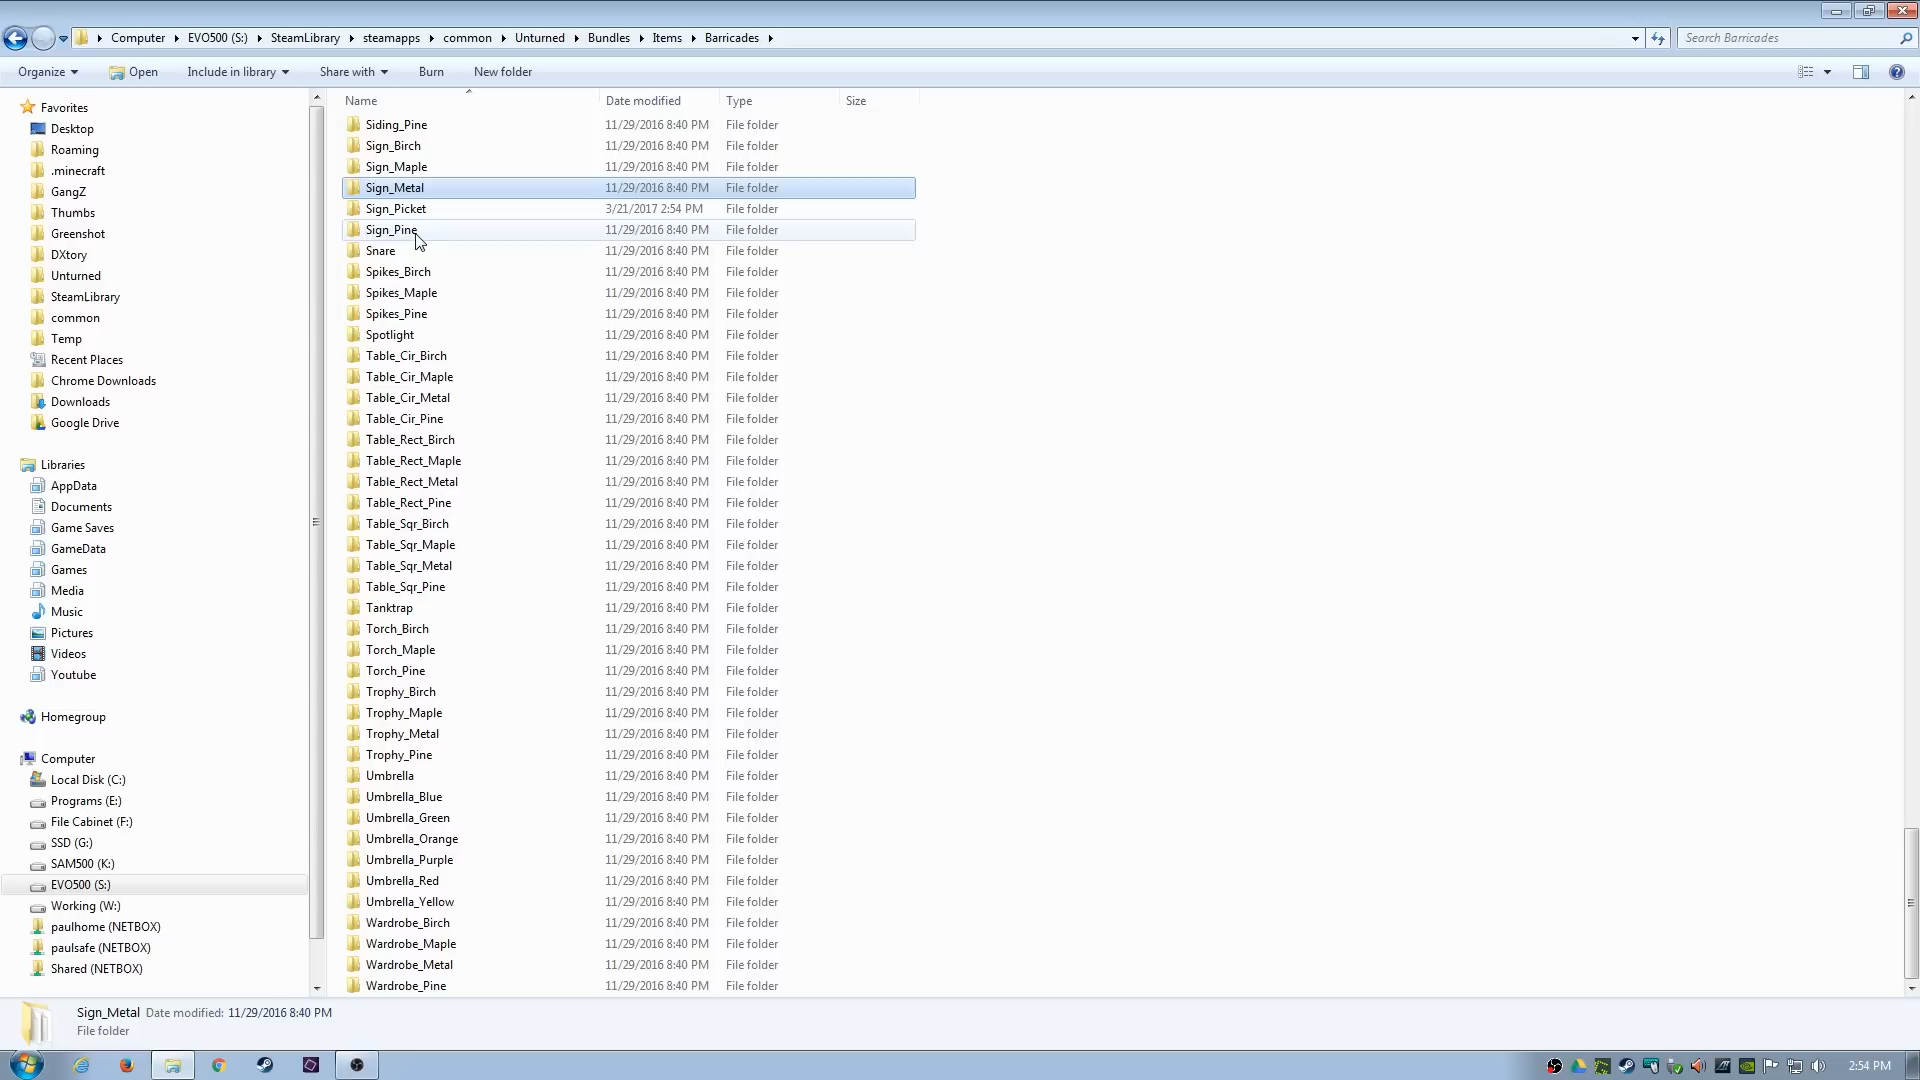 Computer EVO500 (S:) SteamLibrary steamapps common Unturned Bundles Items Barricades
Search Barricades
Organize Open Include in library Share with Burn New folder
Name Date modified Type Size
Favorites
Desktop
Roaming
.minecraft
GangZ
Thumbs
Greenshot
DXtory
Unturned
SteamLibrary
common
Temp
Recent Places
Chrome Downloads
Downloads
Google Drive
Libraries
AppData
Documents
Game Saves
GameData
Games
Media
Music
Pictures
Videos
Youtube
Homegroup
Computer
Local Disk (C:)
Programs (E:)
File Cabinet (F:)
SSD (G:)
SAM500 (K:)
EVO500 (S:)
Working (W:)
paulhome (NETBOX)
paulsafe (NETBOX)
Shared (NETBOX)
Siding_Pine 11/29/2016 8:40 PM File folder
Sign_Birch 11/29/2016 8:40 PM File folder
Sign_Maple 11/29/2016 8:40 PM File folder
Sign_Metal 11/29/2016 8:40 PM File folder
Sign_Picket 3/21/2017 2:54 PM File folder
Sign_Pine 11/29/2016 8:40 PM File folder
Snare 11/29/2016 8:40 PM File folder
Spikes_Birch 11/29/2016 8:40 PM File folder
Spikes_Maple 11/29/2016 8:40 PM File folder
Spikes_Pine 11/29/2016 8:40 PM File folder
Spotlight 11/29/2016 8:40 PM File folder
Table_Cir_Birch 11/29/2016 8:40 PM File folder
Table_Cir_Maple 11/29/2016 8:40 PM File folder
Table_Cir_Metal 11/29/2016 8:40 PM File folder
Table_Cir_Pine 11/29/2016 8:40 PM File folder
Table_Rect_Birch 11/29/2016 8:40 PM File folder
Table_Rect_Maple 11/29/2016 8:40 PM File folder
Table_Rect_Metal 11/29/2016 8:40 PM File folder
Table_Rect_Pine 11/29/2016 8:40 PM File folder
Table_Sqr_Birch 11/29/2016 8:40 PM File folder
Table_Sqr_Maple 11/29/2016 8:40 PM File folder
Table_Sqr_Metal 11/29/2016 8:40 PM File folder
Table_Sqr_Pine 11/29/2016 8:40 PM File folder
Tanktrap 11/29/2016 8:40 PM File folder
Torch_Birch 11/29/2016 8:40 PM File folder
Torch_Maple 11/29/2016 8:40 PM File folder
Torch_Pine 11/29/2016 8:40 PM File folder
Trophy_Birch 11/29/2016 8:40 PM File folder
Trophy_Maple 11/29/2016 8:40 PM File folder
Trophy_Metal 11/29/2016 8:40 PM File folder
Trophy_Pine 11/29/2016 8:40 PM File folder
Umbrella 11/29/2016 8:40 PM File folder
Umbrella_Blue 11/29/2016 8:40 PM File folder
Umbrella_Green 11/29/2016 8:40 PM File folder
Umbrella_Orange 11/29/2016 8:40 PM File folder
Umbrella_Purple 11/29/2016 8:40 PM File folder
Umbrella_Red 11/29/2016 8:40 PM File folder
Umbrella_Yellow 11/29/2016 8:40 PM File folder
Wardrobe_Birch 11/29/2016 8:40 PM File folder
Wardrobe_Maple 11/29/2016 8:40 PM File folder
Wardrobe_Metal 11/29/2016 8:40 PM File folder
Wardrobe_Pine 11/29/2016 8:40 PM File folder
Sign_Metal Date modified: 11/29/2016 8:40 PM
File folder
2:54 PM